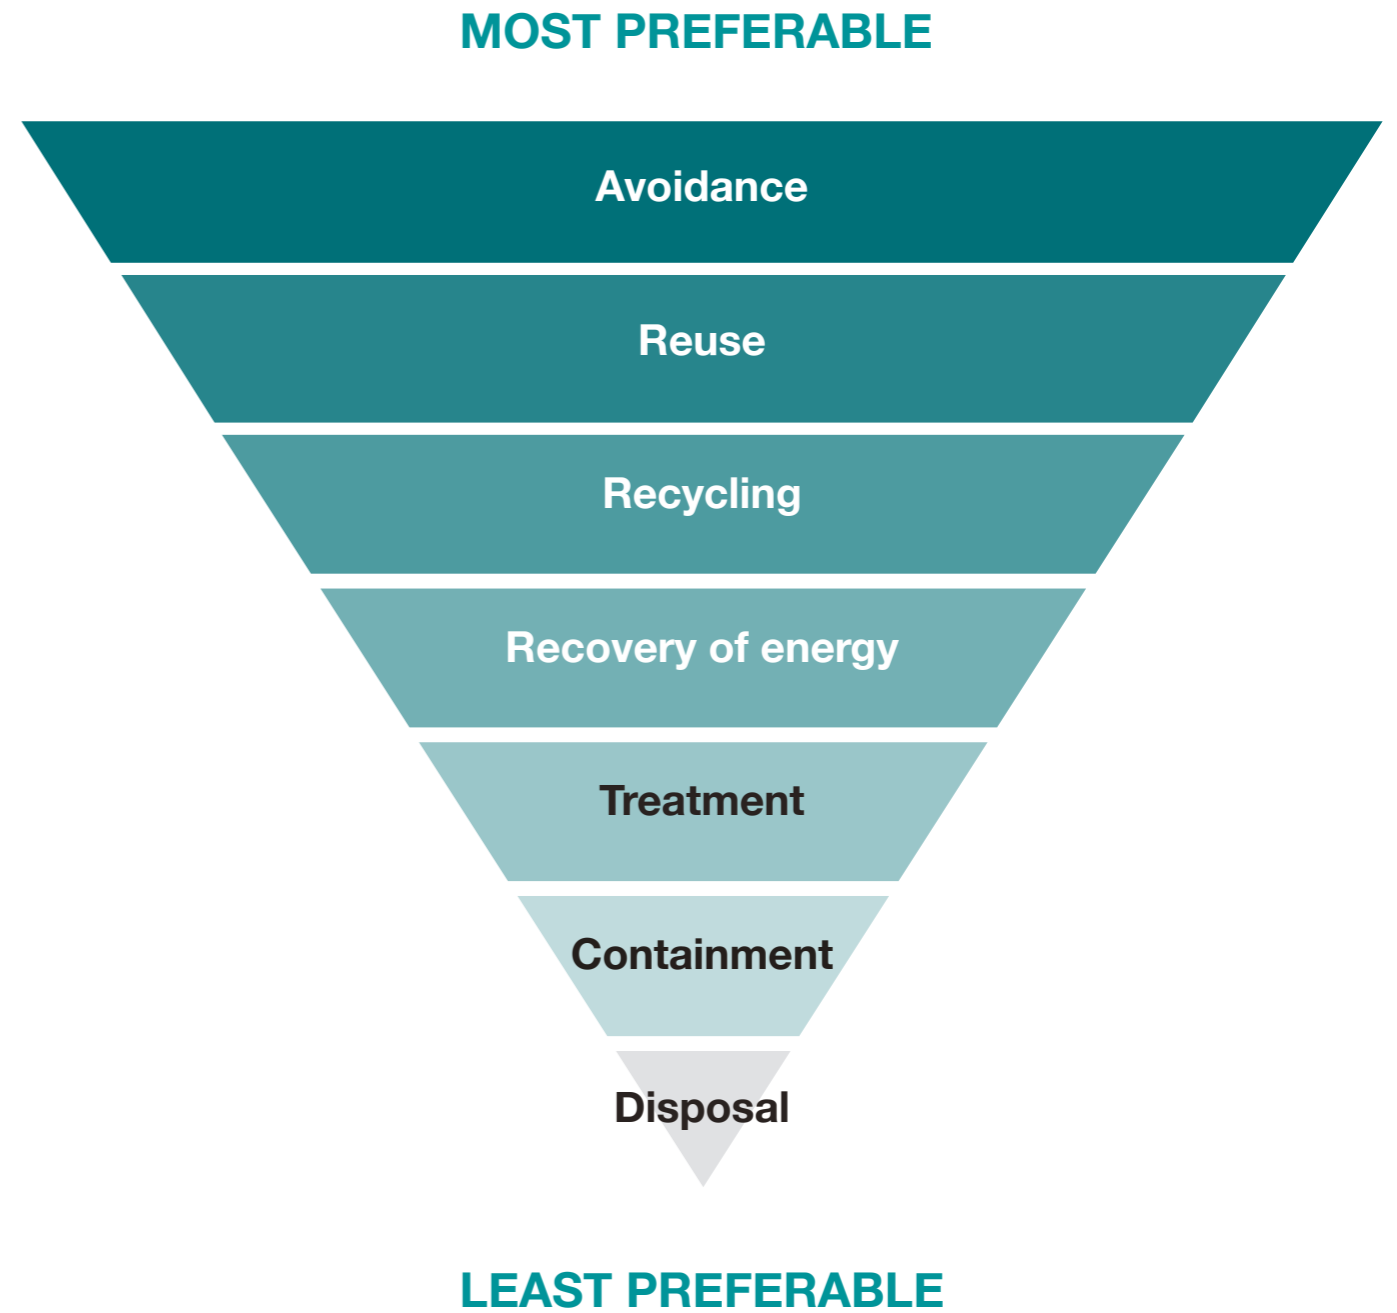 MOST PREFERABLE
Avoidance
Reuse
Recycling
Recovery of energy
Treatment
Containment
Disposal
LEAST PREFERABLE